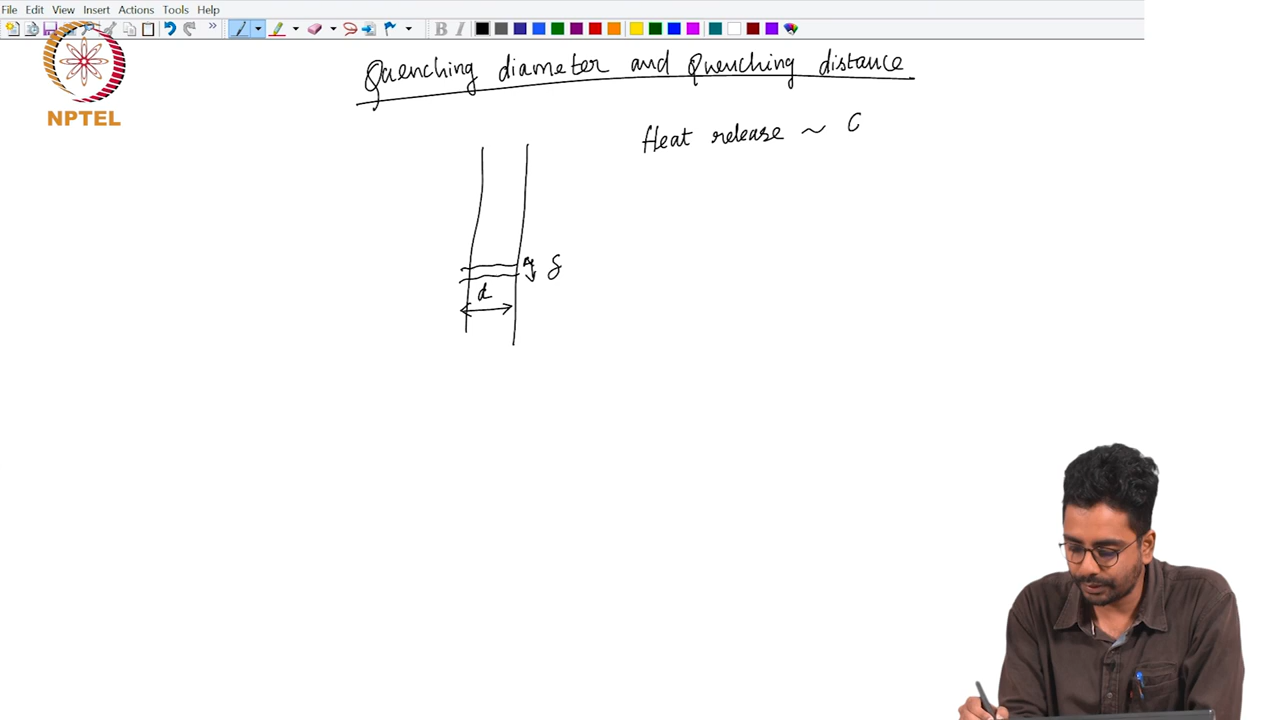 File Edit View Insert Actions Tools Help
B I
NPTEL
Quenching diameter and Quenching distance
Heat release ~ C
δ
d